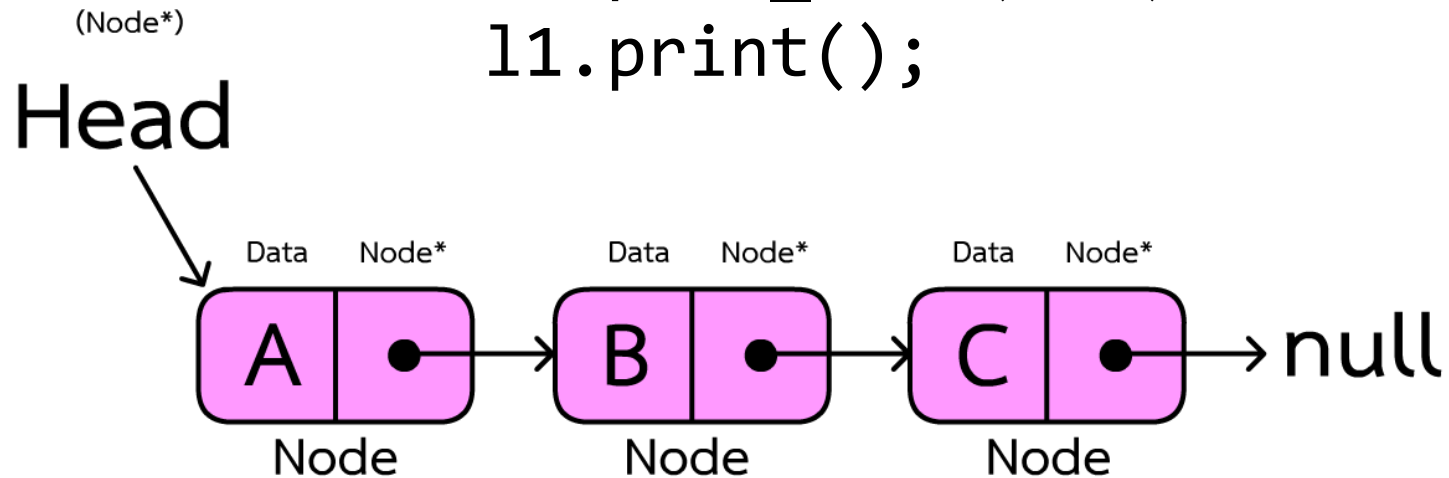 (Node*)
l1.print();
Head
Data Node* Data Node* Data Node*
A B C null
Node Node Node